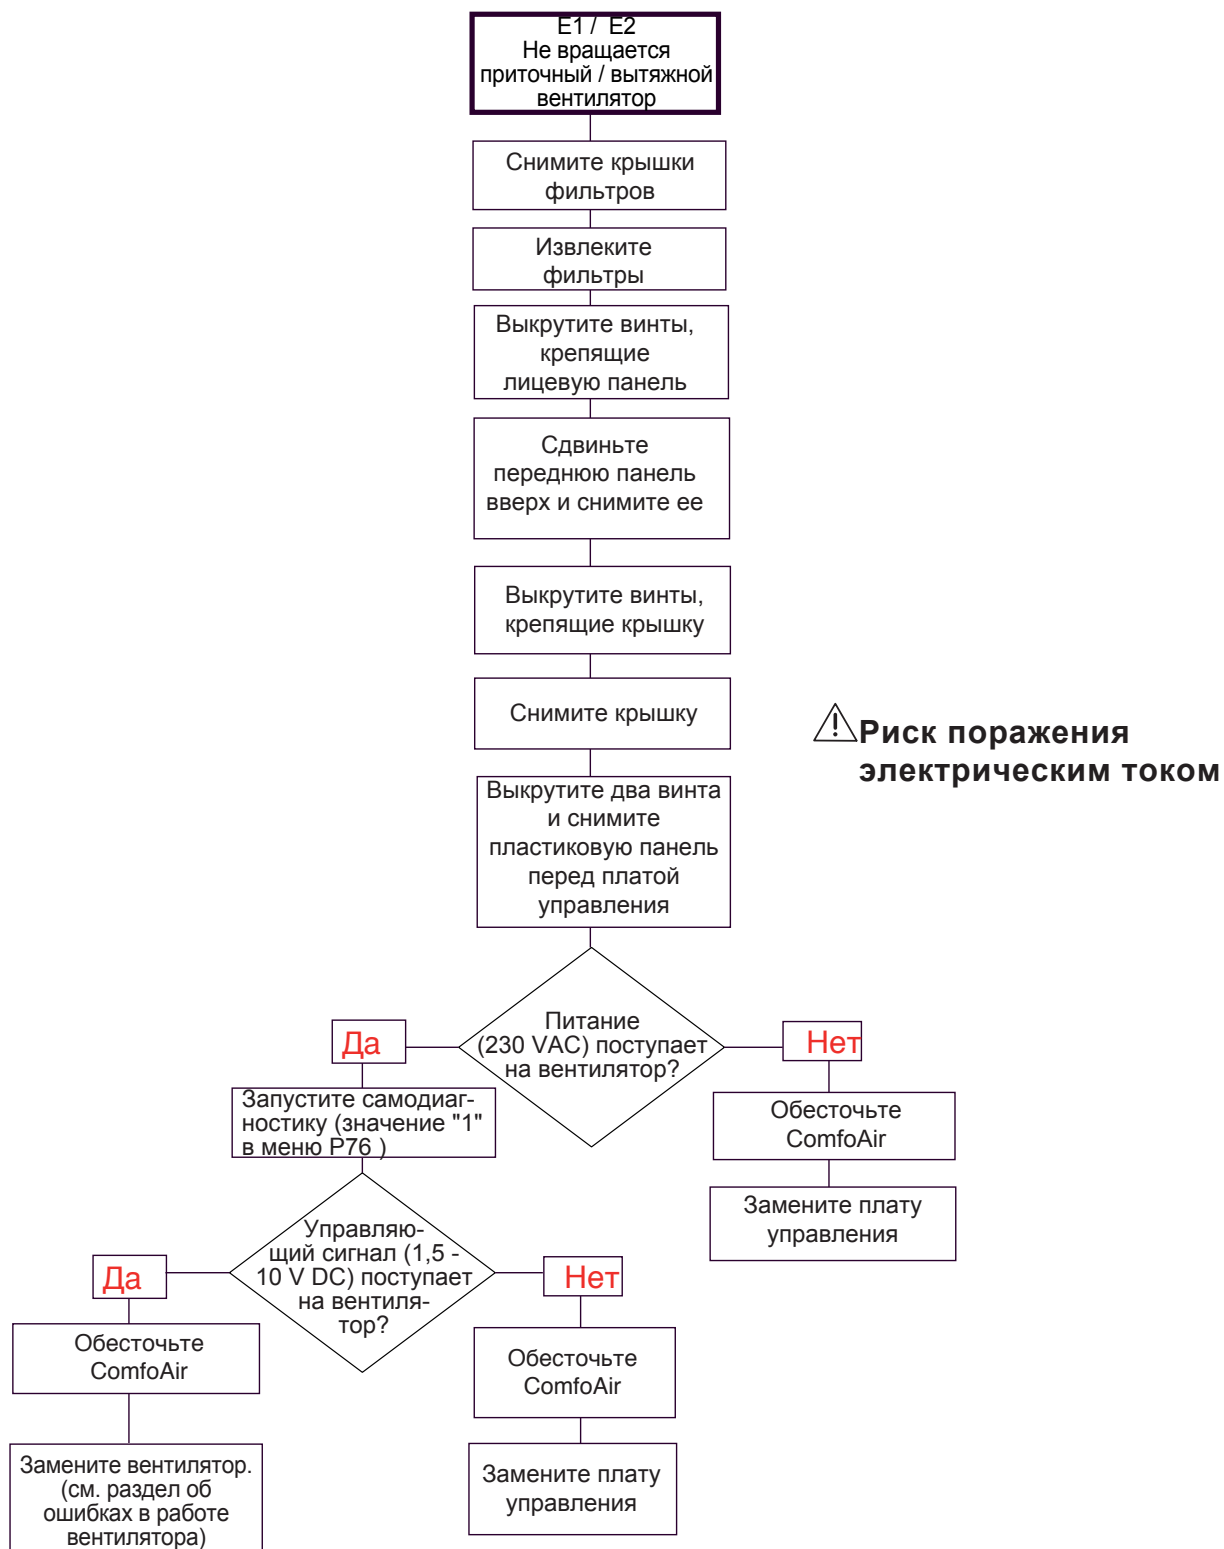 E1 / E2
Не вращается
приточный / вытяжной
вентилятор
Снимите крышки
фильтров
Извлеките
фильтры
Выкрутите винты,
крепящие
лицевую панель
Сдвиньте
переднюю панель
вверх и снимите ее
Выкрутите винты,
крепящие крышку
Снимите крышку
Риск поражения
электрическим током
Выкрутите два винта
и снимите
пластиковую панель
перед платой
управления
Питание
(230 VAC) поступает
на вентилятор?
Да
Нет
Запустите самодиаг-
ностику (значение "1"
в меню P76 )
Обесточьте
ComfoAir
Замените плату
управления
Управляю-
щий сигнал (1,5 -
10 V DC) поступает
на вентиля-
тор?
Да
Нет
Обесточьте
ComfoAir
Обесточьте
ComfoAir
Замените вентилятор.
(см. раздел об
ошибках в работе
вентилятора)
Замените плату
управления